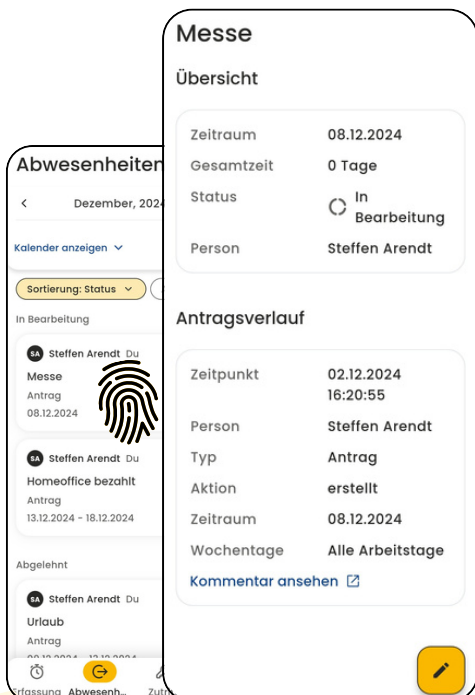 Abwesenheiten
Dezember, 2024
Kalender anzeigen
Sortierung: Status
In Bearbeitung
SA Steffen Arendt Du
Messe
Antrag
08.12.2024
SA Steffen Arendt Du
Homeoffice bezahlt
Antrag
13.12.2024 - 18.12.2024
Abgelehnt
SA Steffen Arendt Du
Urlaub
Antrag
Erfassung Abwesenh... Zutri
Messe
Übersicht
Zeitraum 08.12.2024
Gesamtzeit 0 Tage
Status In
Bearbeitung
Person Steffen Arendt
Antragsverlauf
Zeitpunkt 02.12.2024
16:20:55
Person Steffen Arendt
Typ Antrag
Aktion erstellt
Zeitraum 08.12.2024
Wochentage Alle Arbeitstage
Kommentar ansehen